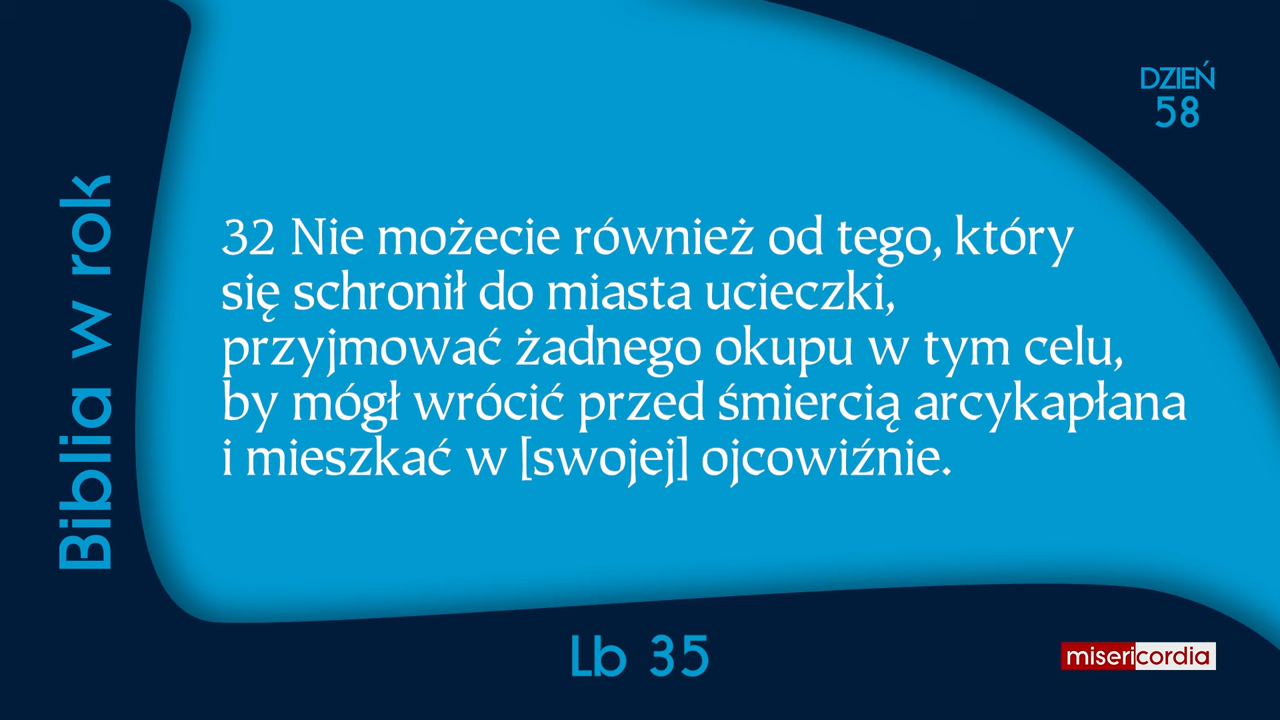 DZIEŃ
58
Biblia w rok
32 Nie możecie również od tego, który
się schronił do miasta ucieczki,
przyjmować żadnego okupu w tym celu,
by mógł wrócić przed śmiercią arcykapłana
i mieszkać w [swojej] ojcowiźnie.
Lb 35
misericordia